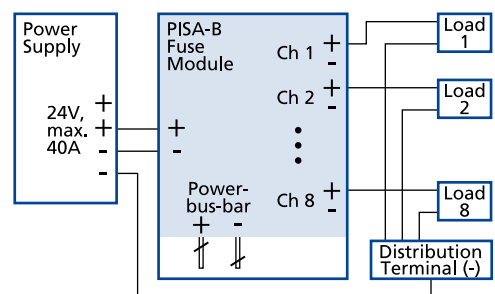 Power
Supply
24V,
max.
40A
+
+
-
-
PISA-B
Fuse
Module
+
-
Ch 1 +
-
Ch 2 +
-
Ch 8 +
-
Power-
bus-bar
+ -
Load
1
Load
2
Load
8
Distribution
Terminal (-)